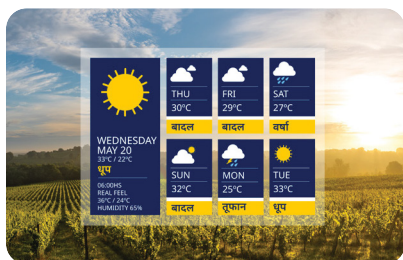 WEDNESDAY
MAY 20
33°C / 22°C
धूप
06:00HS
REAL FEEL
36°C / 24°C
HUMIDITY 65%
THU
30°C
बादल
FRI
29°C
बादल
SAT
27°C
वर्षा
SUN
32°C
बादल
MON
25°C
तूफान
TUE
33°C
धूप